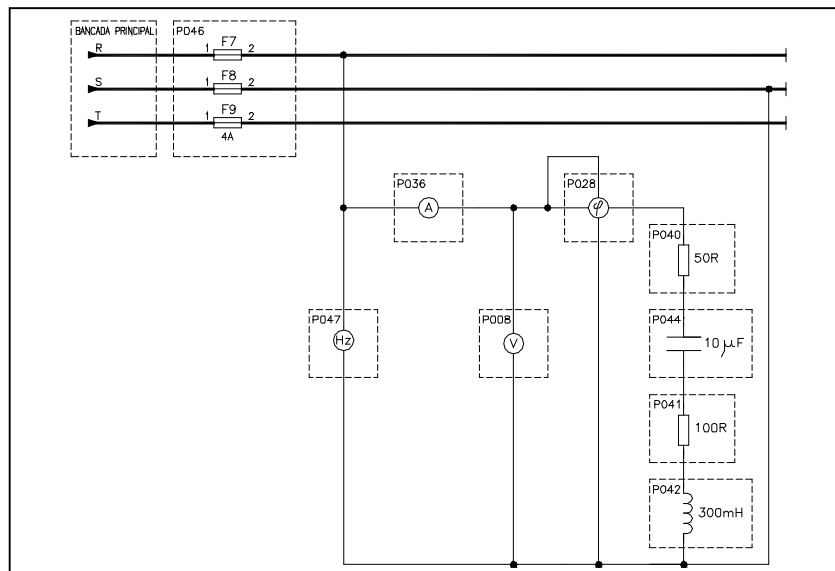 BANCADA PRINCIPAL P046
R 1 F7 2
S 1 F8 2
T 1 F9 2
4A
P036 P028
A φ
P040
50R
P047 P008 P044
Hz V 10 µF
P041
100R
P042
300mH